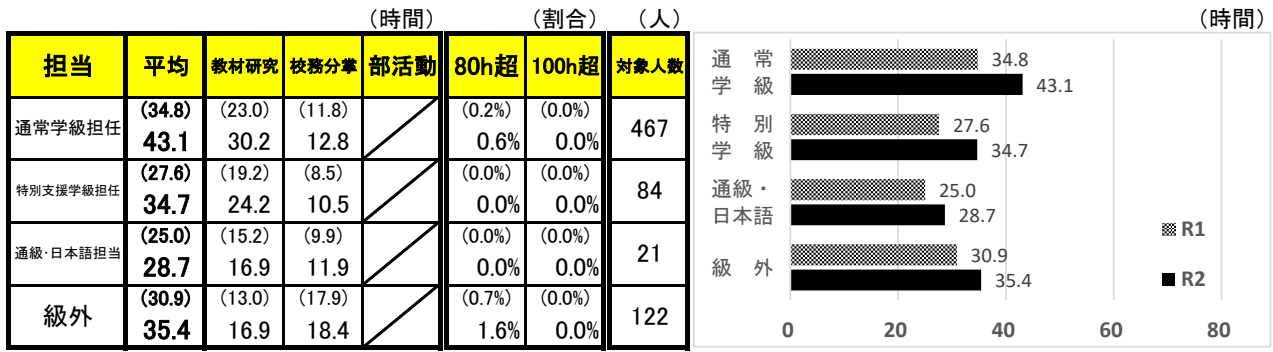 （時間） （割合） （人）
担当 平均 教材研究 校務分掌 部活動 80h超 100h超 対象人数
通常学級担任 (34.8) (23.0) (11.8) (0.2%) (0.0%) 467
43.1 30.2 12.8 0.6% 0.0%
特別支援学級担任 (27.6) (19.2) (8.5) (0.0%) (0.0%) 84
34.7 24.2 10.5 0.0% 0.0%
通級・日本語担当 (25.0) (15.2) (9.9) (0.0%) (0.0%) 21
28.7 16.9 11.9 0.0% 0.0%
級外 (30.9) (13.0) (17.9) (0.7%) (0.0%) 122
35.4 16.9 18.4 1.6% 0.0%
（時間）
通常 34.8
学級 43.1
特別 27.6
学級 34.7
通級・ 25.0
日本語 28.7
級外 30.9
35.4
R1
R2
0 20 40 60 80